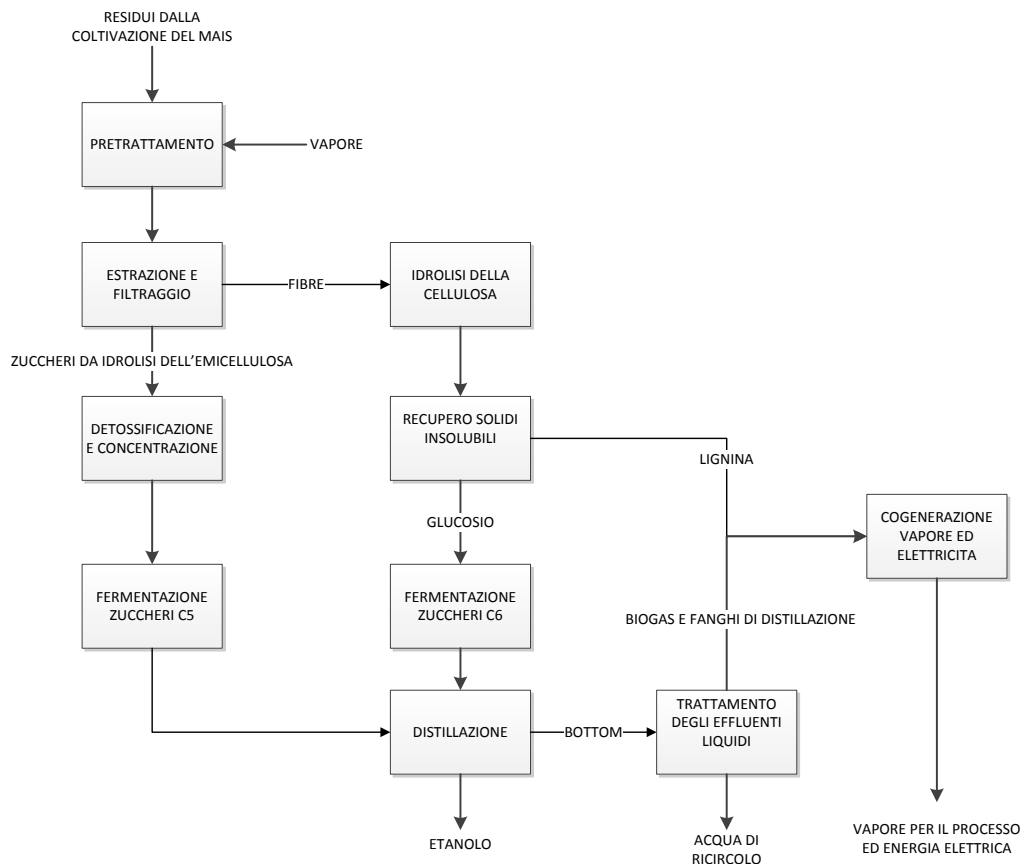 RESIDUI DALLA
COLTIVAZIONE DEL MAIS
PRETRATTAMENTO
VAPORE
ESTRAZIONE E
FILTRAGGIO
FIBRE
IDROLISI DELLA
CELLULOSA
ZUCCHERI DA IDROLISI DELL'EMICELLULOSA
DETOSSIFICAZIONE
E CONCENTRAZIONE
RECUPERO SOLIDI
INSOLUBILI
LIGNINA
GLUCOSIO
COGENERAZIONE
VAPORE ED
ELETTRICITA
FERMENTAZIONE
ZUCCHERI C5
FERMENTAZIONE
ZUCCHERI C6
BIOGAS E FANGHI DI DISTILLAZIONE
DISTILLAZIONE
BOTTOM
TRATTAMENTO
DEGLI EFFLUENTI
LIQUIDI
ETANOLO
ACQUA DI
RICIRCOLO
VAPORE PER IL PROCESSO
ED ENERGIA ELETTRICA